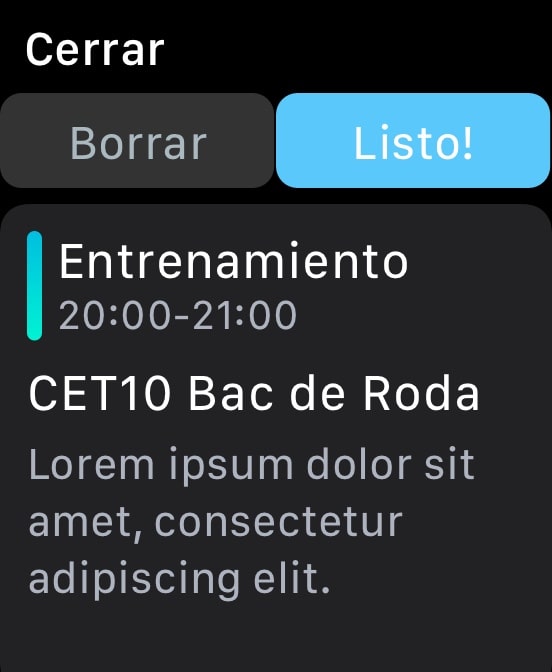 Cerrar
Borrar
Listo!
Entrenamiento
20:00-21:00
CET10 Bac de Roda
Lorem ipsum dolor sit
amet, consectetur
adipiscing elit.